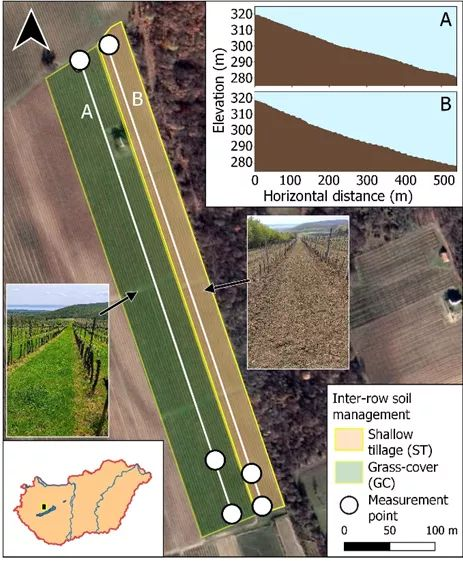 A
B
320
310
300
290
280
A
320
310
300
290
280
B
Elevation (m)
0 100 200 300 400 500
Horizontal distance (m)
Inter-row soil
management
Shallow
tillage (ST)
Grass-cover
(GC)
Measurement
point
0 50 100 m